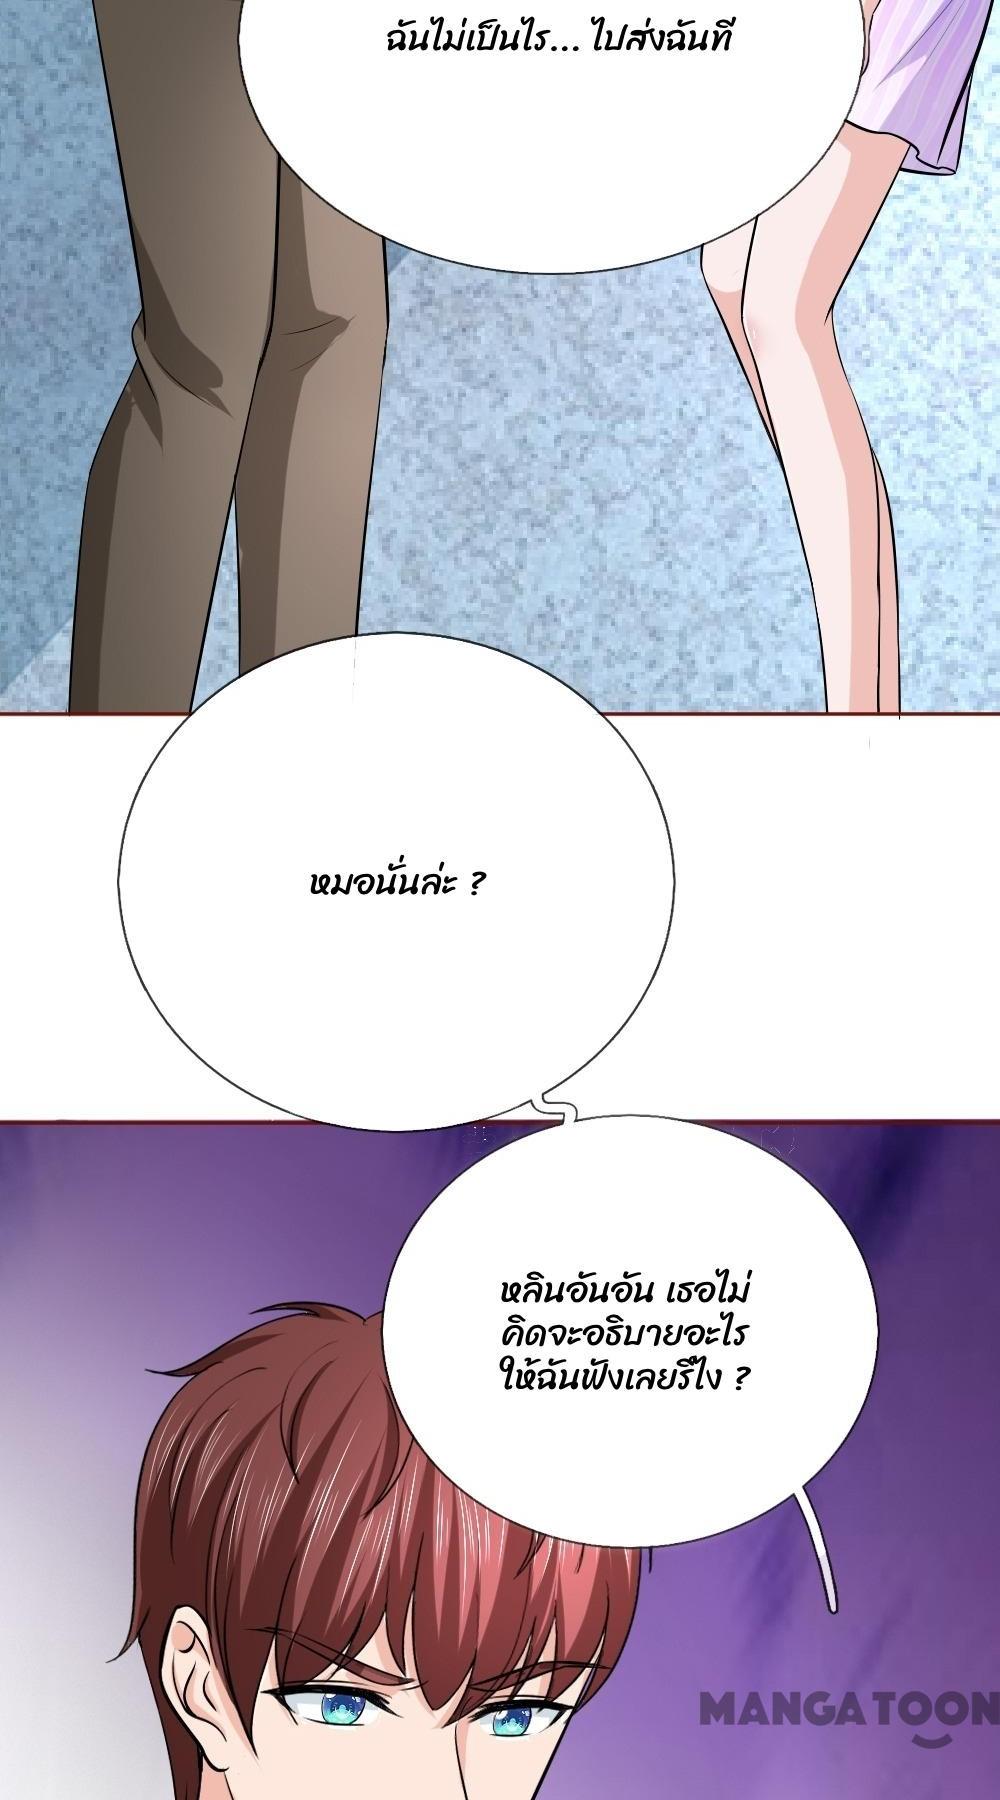 ฉันไม่เป็นไร... ไปส่งฉันที
หมอนั่นล่ะ ?
หลินอันอัน เธอไม่
คิดจะอธิบายอะไร
ให้ฉันฟังเลยรึไง ?
MANGATOON